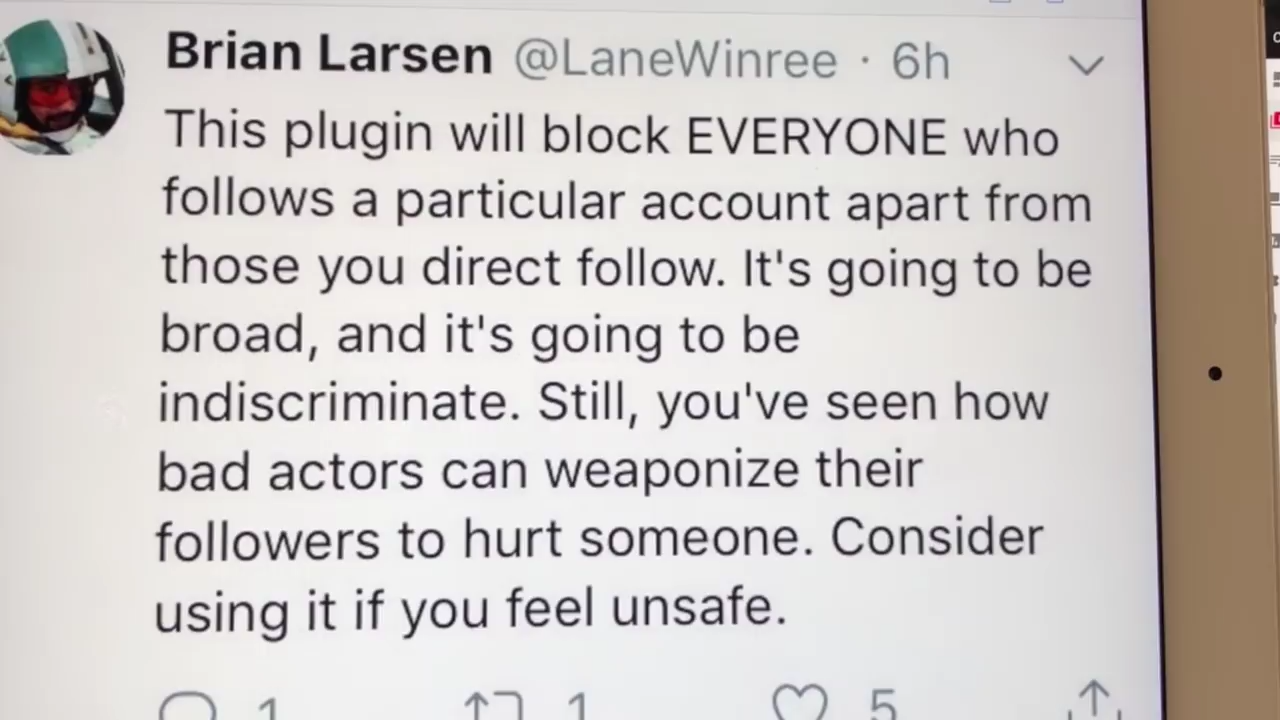 Brian Larsen @LaneWinree · 6h
This plugin will block EVERYONE who
follows a particular account apart from
those you direct follow. It's going to be
broad, and it's going to be
indiscriminate. Still, you've seen how
bad actors can weaponize their
followers to hurt someone. Consider
using it if you feel unsafe.
1 1 5